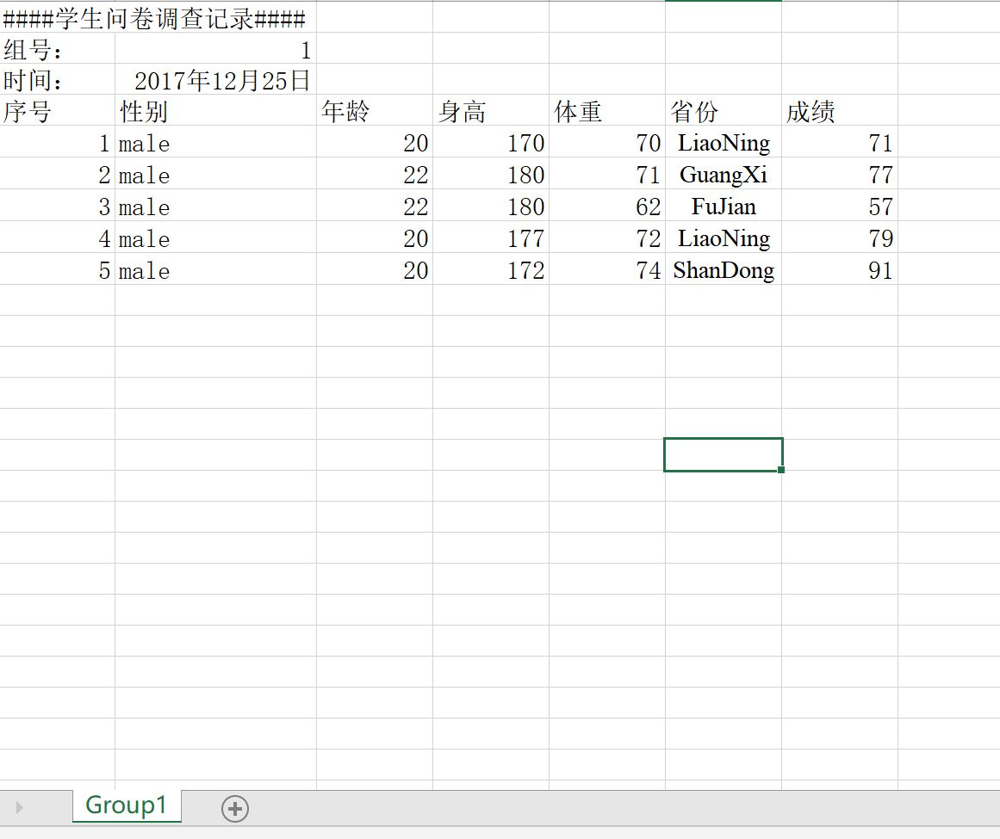 ####学生问卷调查记录####
组号： 1
时间： 2017年12月25日
序号 性别 年龄 身高 体重 省份 成绩
1 male 20 170 70 LiaoNing 71
2 male 22 180 71 GuangXi 77
3 male 22 180 62 FuJian 57
4 male 20 177 72 LiaoNing 79
5 male 20 172 74 ShanDong 91
Group1